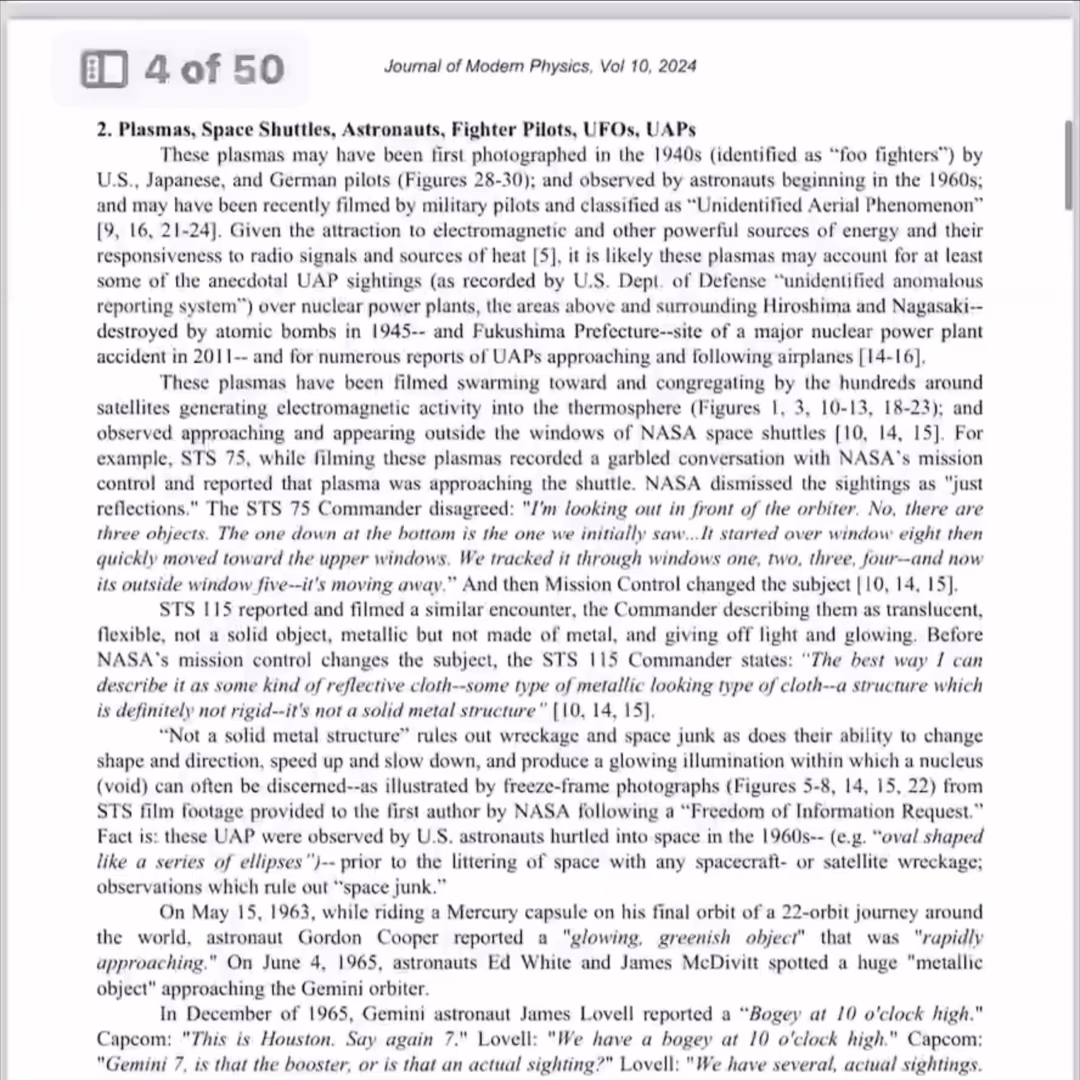 4 of 50
Journal of Modern Physics, Vol 10, 2024
2. Plasmas, Space Shuttles, Astronauts, Fighter Pilots, UFOs, UAPs
These plasmas may have been first photographed in the 1940s (identified as “foo fighters”) by
U.S., Japanese, and German pilots (Figures 28-30); and observed by astronauts beginning in the 1960s;
and may have been recently filmed by military pilots and classified as “Unidentified Aerial Phenomenon”
[9, 16, 21-24]. Given the attraction to electromagnetic and other powerful sources of energy and their
responsiveness to radio signals and sources of heat [5], it is likely these plasmas may account for at least
some of the anecdotal UAP sightings (as recorded by U.S. Dept. of Defense “unidentified anomalous
reporting system”) over nuclear power plants, the areas above and surrounding Hiroshima and Nagasaki--
destroyed by atomic bombs in 1945-- and Fukushima Prefecture--site of a major nuclear power plant
accident in 2011-- and for numerous reports of UAPs approaching and following airplanes [14-16].
These plasmas have been filmed swarming toward and congregating by the hundreds around
satellites generating electromagnetic activity into the thermosphere (Figures 1, 3, 10-13, 18-23); and
observed approaching and appearing outside the windows of NASA space shuttles [10, 14, 15]. For
example, STS 75, while filming these plasmas recorded a garbled conversation with NASA's mission
control and reported that plasma was approaching the shuttle. NASA dismissed the sightings as "just
reflections." The STS 75 Commander disagreed: "I'm looking out in front of the orbiter. No, there are
three objects. The one down at the bottom is the one we initially saw...It started over window eight then
quickly moved toward the upper windows. We tracked it through windows one, two, three, four--and now
its outside window five--it's moving away.” And then Mission Control changed the subject [10, 14, 15].
STS 115 reported and filmed a similar encounter, the Commander describing them as translucent,
flexible, not a solid object, metallic but not made of metal, and giving off light and glowing. Before
NASA's mission control changes the subject, the STS 115 Commander states: “The best way I can
describe it as some kind of reflective cloth--some type of metallic looking type of cloth--a structure which
is definitely not rigid--it's not a solid metal structure” [10, 14, 15].
“Not a solid metal structure” rules out wreckage and space junk as does their ability to change
shape and direction, speed up and slow down, and produce a glowing illumination within which a nucleus
(void) can often be discerned--as illustrated by freeze-frame photographs (Figures 5-8, 14, 15, 22) from
STS film footage provided to the first author by NASA following a “Freedom of Information Request.”
Fact is: these UAP were observed by U.S. astronauts hurtled into space in the 1960s-- (e.g. “oval shaped
like a series of ellipses”)-- prior to the littering of space with any spacecraft- or satellite wreckage;
observations which rule out “space junk.”
On May 15, 1963, while riding a Mercury capsule on his final orbit of a 22-orbit journey around
the world, astronaut Gordon Cooper reported a "glowing, greenish object" that was "rapidly
approaching." On June 4, 1965, astronauts Ed White and James McDivitt spotted a huge "metallic
object" approaching the Gemini orbiter.
In December of 1965, Gemini astronaut James Lovell reported a “Bogey at 10 o'clock high."
Capcom: "This is Houston. Say again 7." Lovell: "We have a bogey at 10 o'clock high." Capcom:
"Gemini 7, is that the booster, or is that an actual sighting?" Lovell: "We have several, actual sightings.